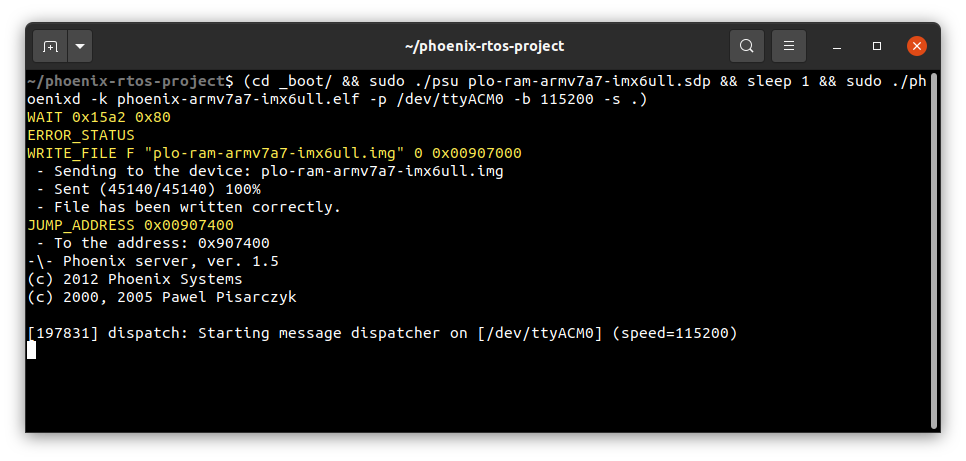 ~/phoenix-rtos-project
~/phoenix-rtos-project$ (cd _boot/ && sudo ./psu plo-ram-armv7a7-imx6ull.sdp && sleep 1 && sudo ./ph
oenixd -k phoenix-armv7a7-imx6ull.elf -p /dev/ttyACM0 -b 115200 -s .)
WAIT 0x15a2 0x80
ERROR_STATUS
WRITE_FILE F "plo-ram-armv7a7-imx6ull.img" 0 0x00907000
 - Sending to the device: plo-ram-armv7a7-imx6ull.img
 - Sent (45140/45140) 100%
 - File has been written correctly.
JUMP_ADDRESS 0x00907400
 - To the address: 0x907400
-\- Phoenix server, ver. 1.5
(c) 2012 Phoenix Systems
(c) 2000, 2005 Pawel Pisarczyk
[197831] dispatch: Starting message dispatcher on [/dev/ttyACM0] (speed=115200)